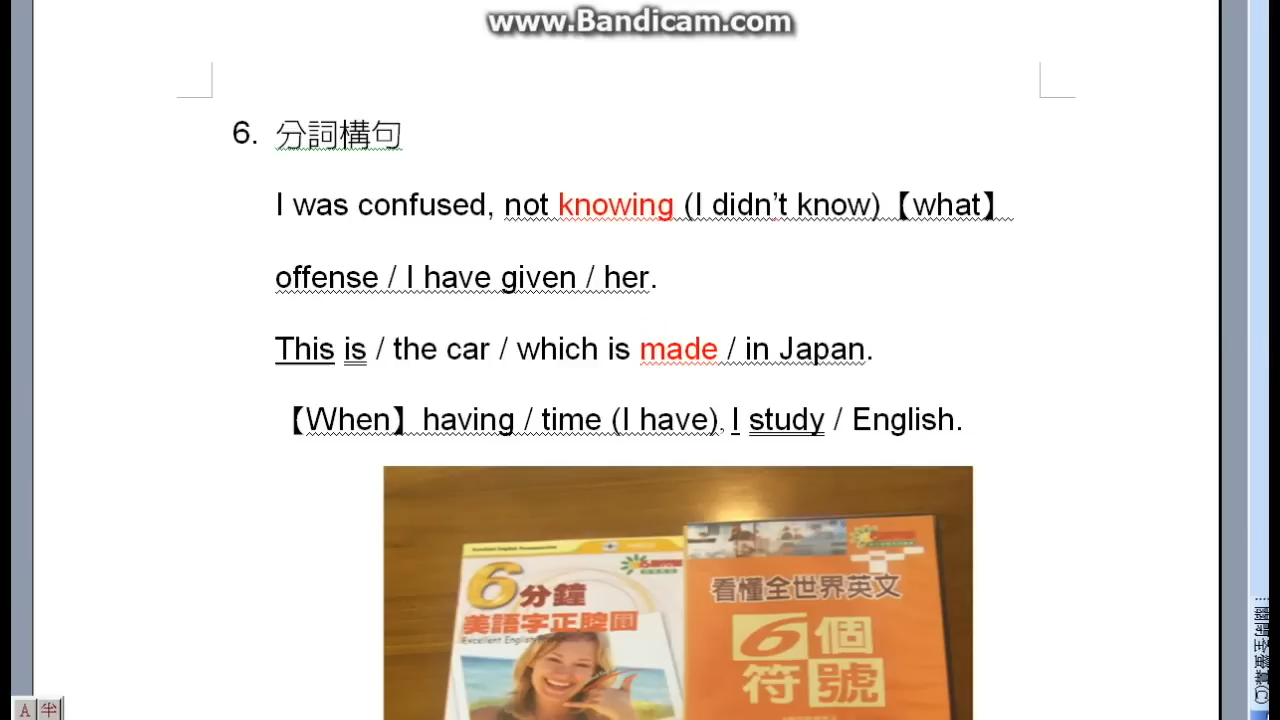 www.Bandicam.com
6. 分詞構句
I was confused, not knowing (I didn't know)【what】
offense / I have given / her.
This is / the car / which is made / in Japan.
【When】having / time (I have), I study / English.
6分鐘
美語字正腔圓
Excellent English
看懂全世界英文
6個
符號
A 半